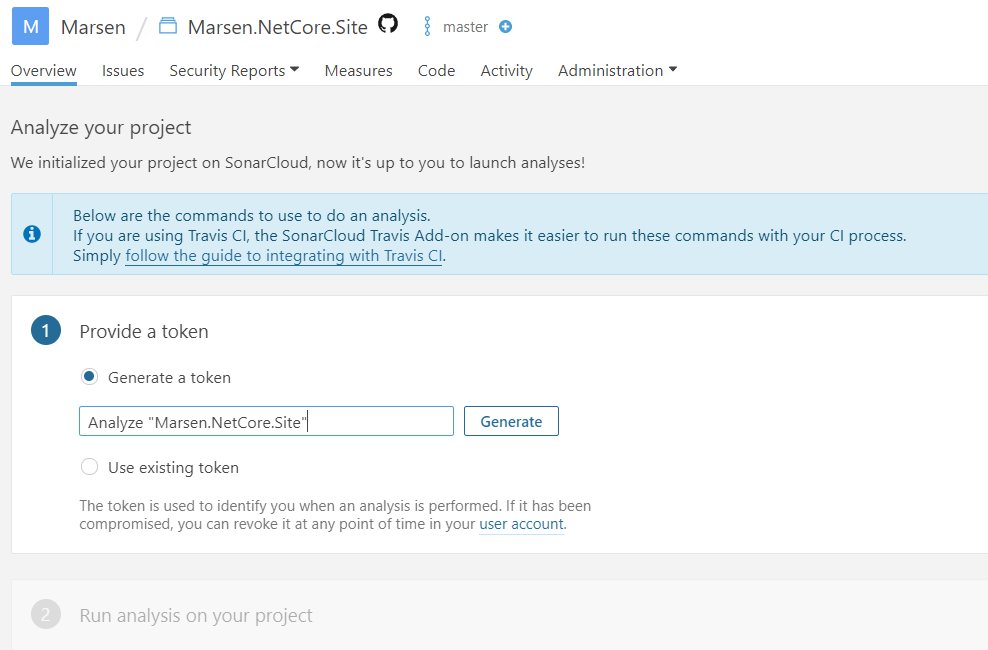 M Marsen / Marsen.NetCore.Site master
Overview Issues Security Reports Measures Code Activity Administration
Analyze your project
We initialized your project on SonarCloud, now it's up to you to launch analyses!
Below are the commands to use to do an analysis.
If you are using Travis CI, the SonarCloud Travis Add-on makes it easier to run these commands with your CI process.
Simply follow the guide to integrating with Travis CI.
1 Provide a token
Generate a token
Analyze "Marsen.NetCore.Site" Generate
Use existing token
The token is used to identify you when an analysis is performed. If it has been
compromised, you can revoke it at any point of time in your user account.
2 Run analysis on your project